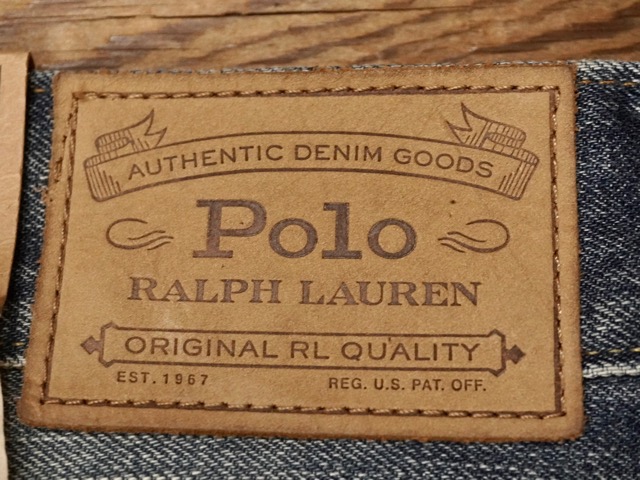 AUTHENTIC DENIM GOODS
Polo
RALPH LAUREN
ORIGINAL RL QUALITY
EST. 1967 REG. U.S. PAT. OFF.